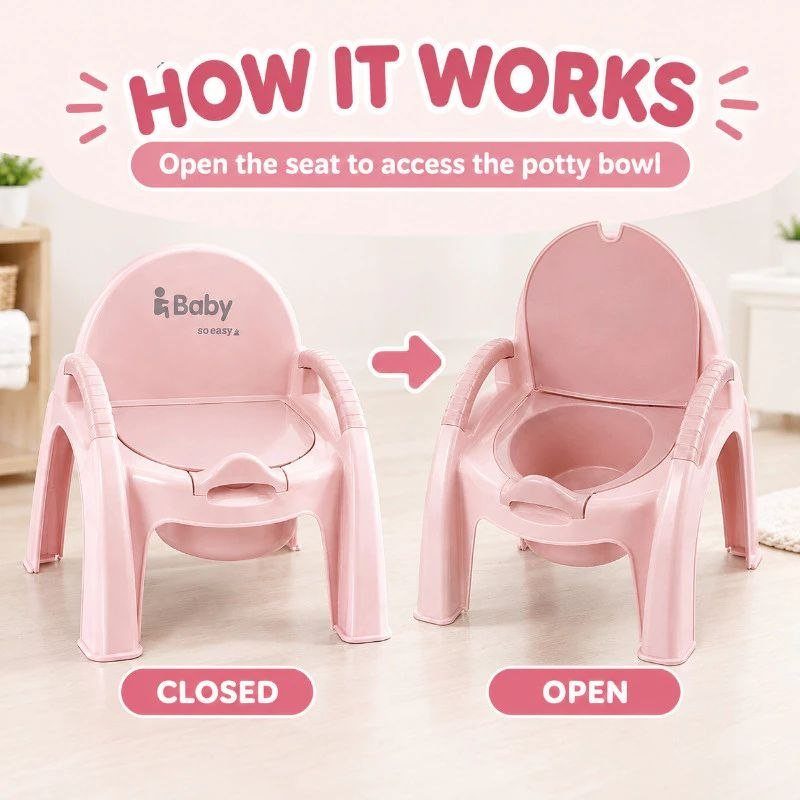 HOW IT WORKS
Open the seat to access the potty bowl
Baby
so easy
CLOSED
OPEN